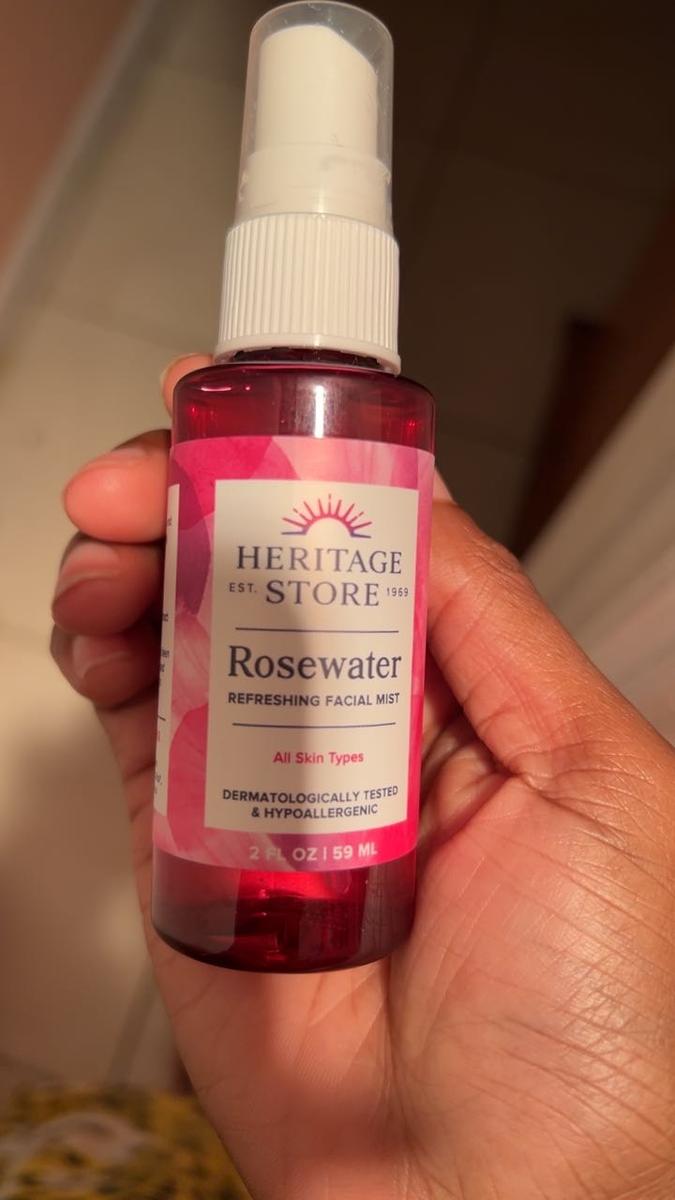 HERITAGE
EST. STORE 1969
Rosewater
REFRESHING FACIAL MIST
All Skin Types
DERMATOLOGICALLY TESTED
& HYPOALLERGENIC
2 FL OZ | 59 ML